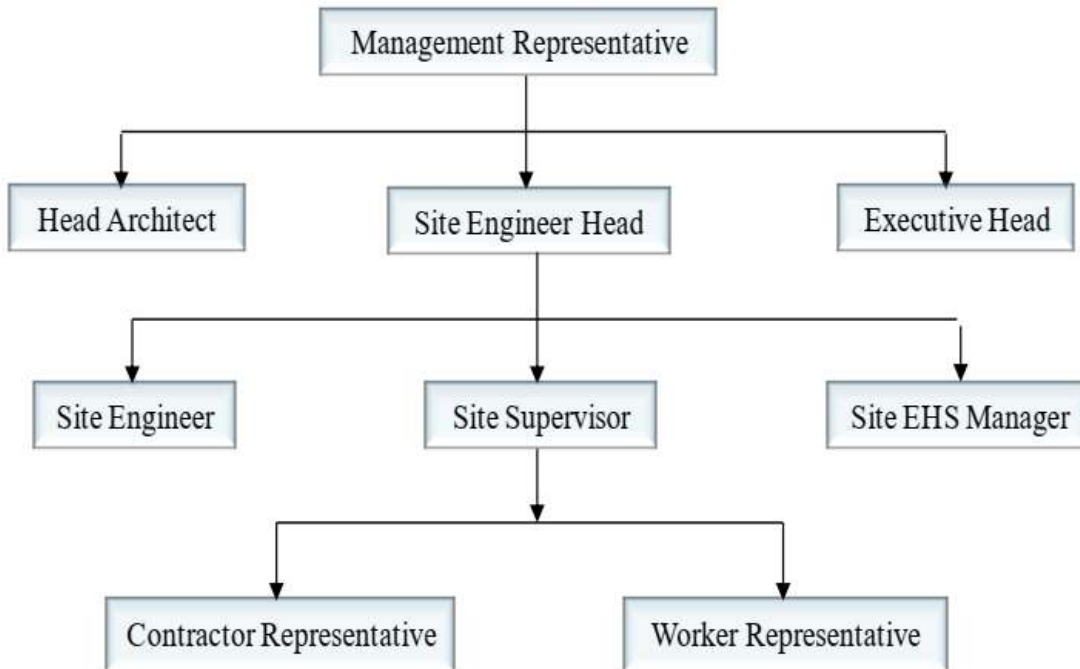 Management Representative
Head Architect
Site Engineer Head
Executive Head
Site Engineer
Site Supervisor
Site EHS Manager
Contractor Representative
Worker Representative